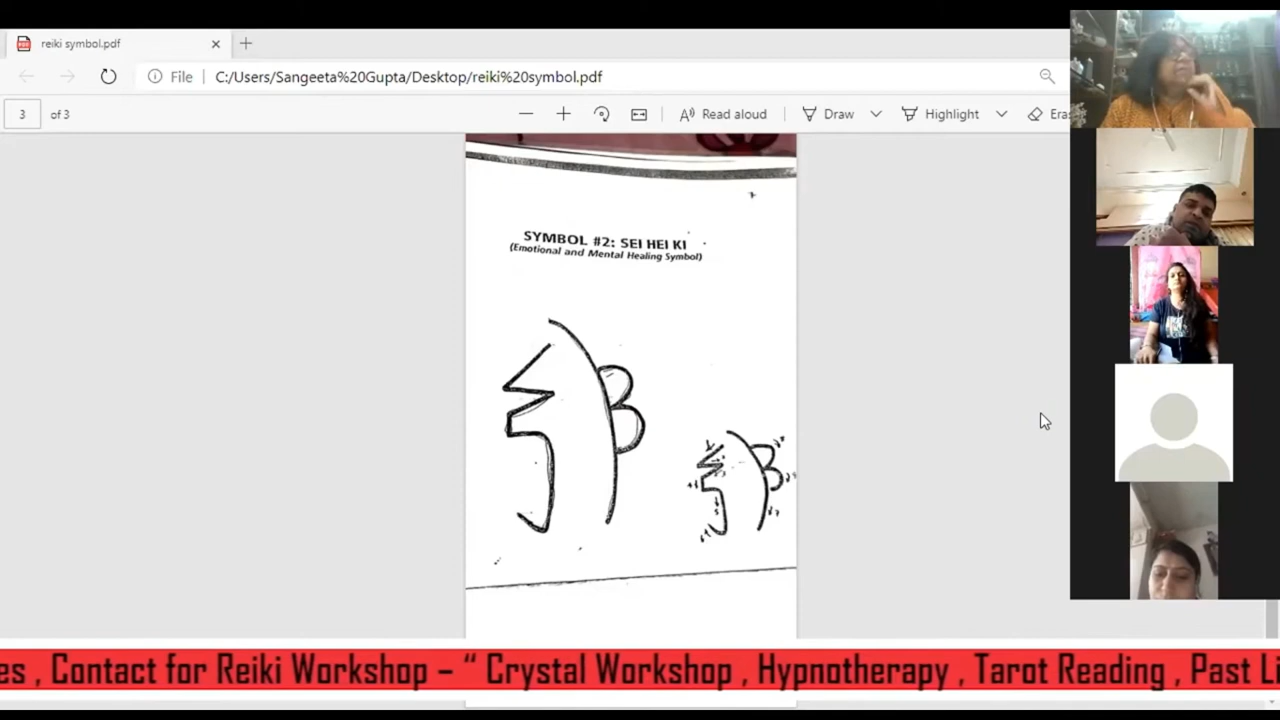 reiki symbol.pdf
File C:/Users/Sangeeta%20Gupta/Desktop/reiki%20symbol.pdf
3 of 3 Read aloud Draw Highlight
SYMBOL #2: SEI HEI KI
(Emotional and Mental Healing Symbol)
, Contact for Reiki Workshop – “ Crystal Workshop , Hypnotherapy , Tarot Reading , Past